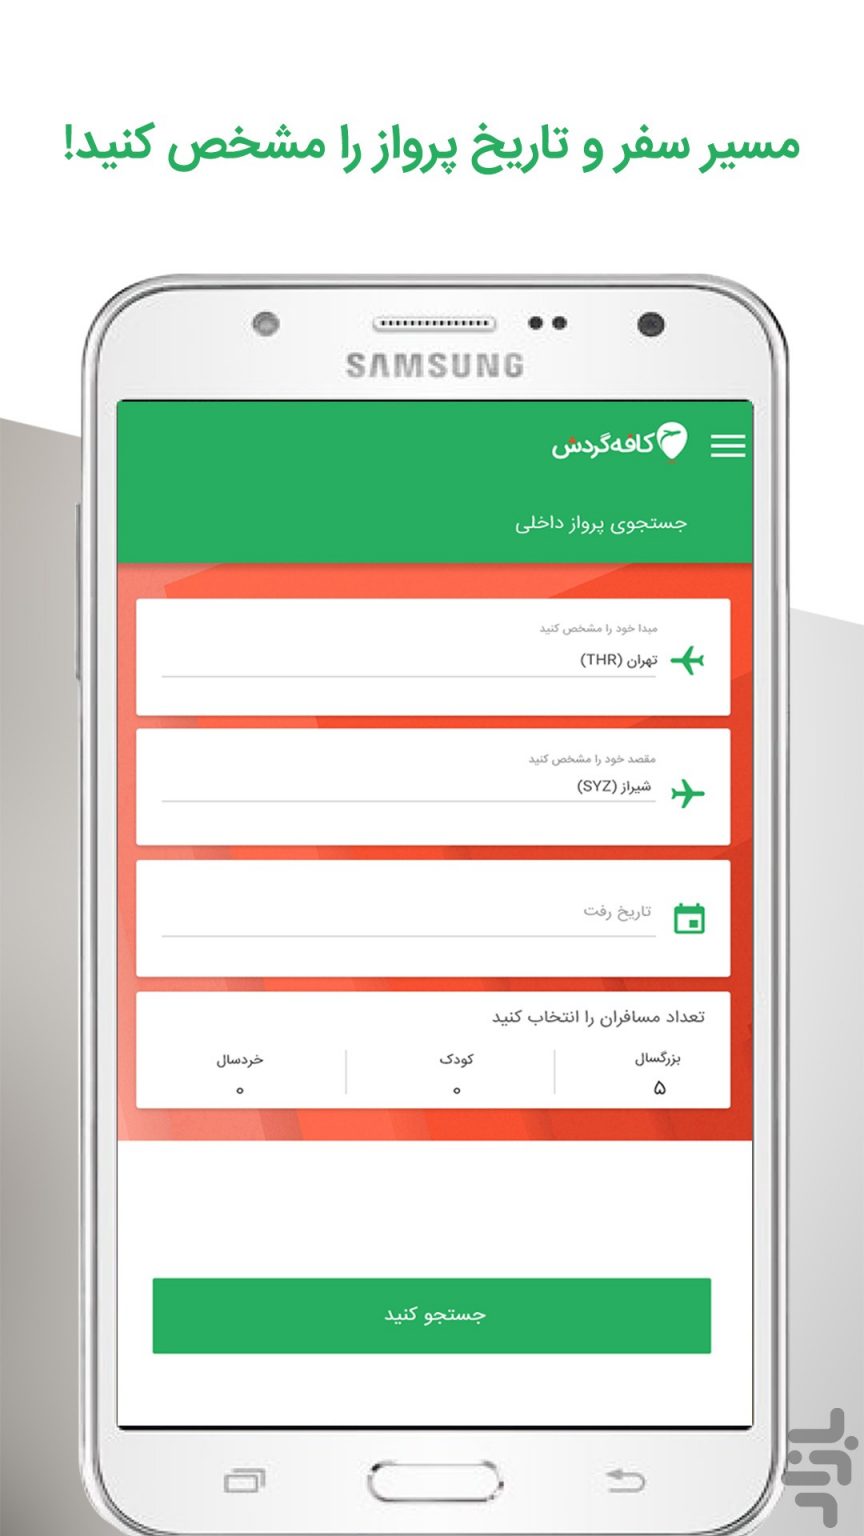 مسیر سفر و تاریخ پرواز را مشخص کنید!
SAMSUNG
کافه‌گردش
جستجوی پرواز داخلی
مبدا خود را مشخص کنید
تهران (THR)
مقصد خود را مشخص کنید
شیراز (SYZ)
تاریخ رفت
تعداد مسافران را انتخاب کنید
بزرگسال کودک خردسال
۵ ۰ ۰
جستجو کنید
بازار